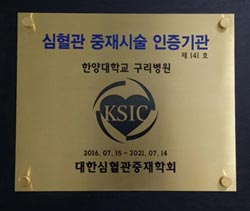 심혈관 중재시술 인증기관
제 141 호
한양대학교 구리병원
KSIC
2016. 07. 15 ~ 2021. 07. 14
대한심혈관중재학회